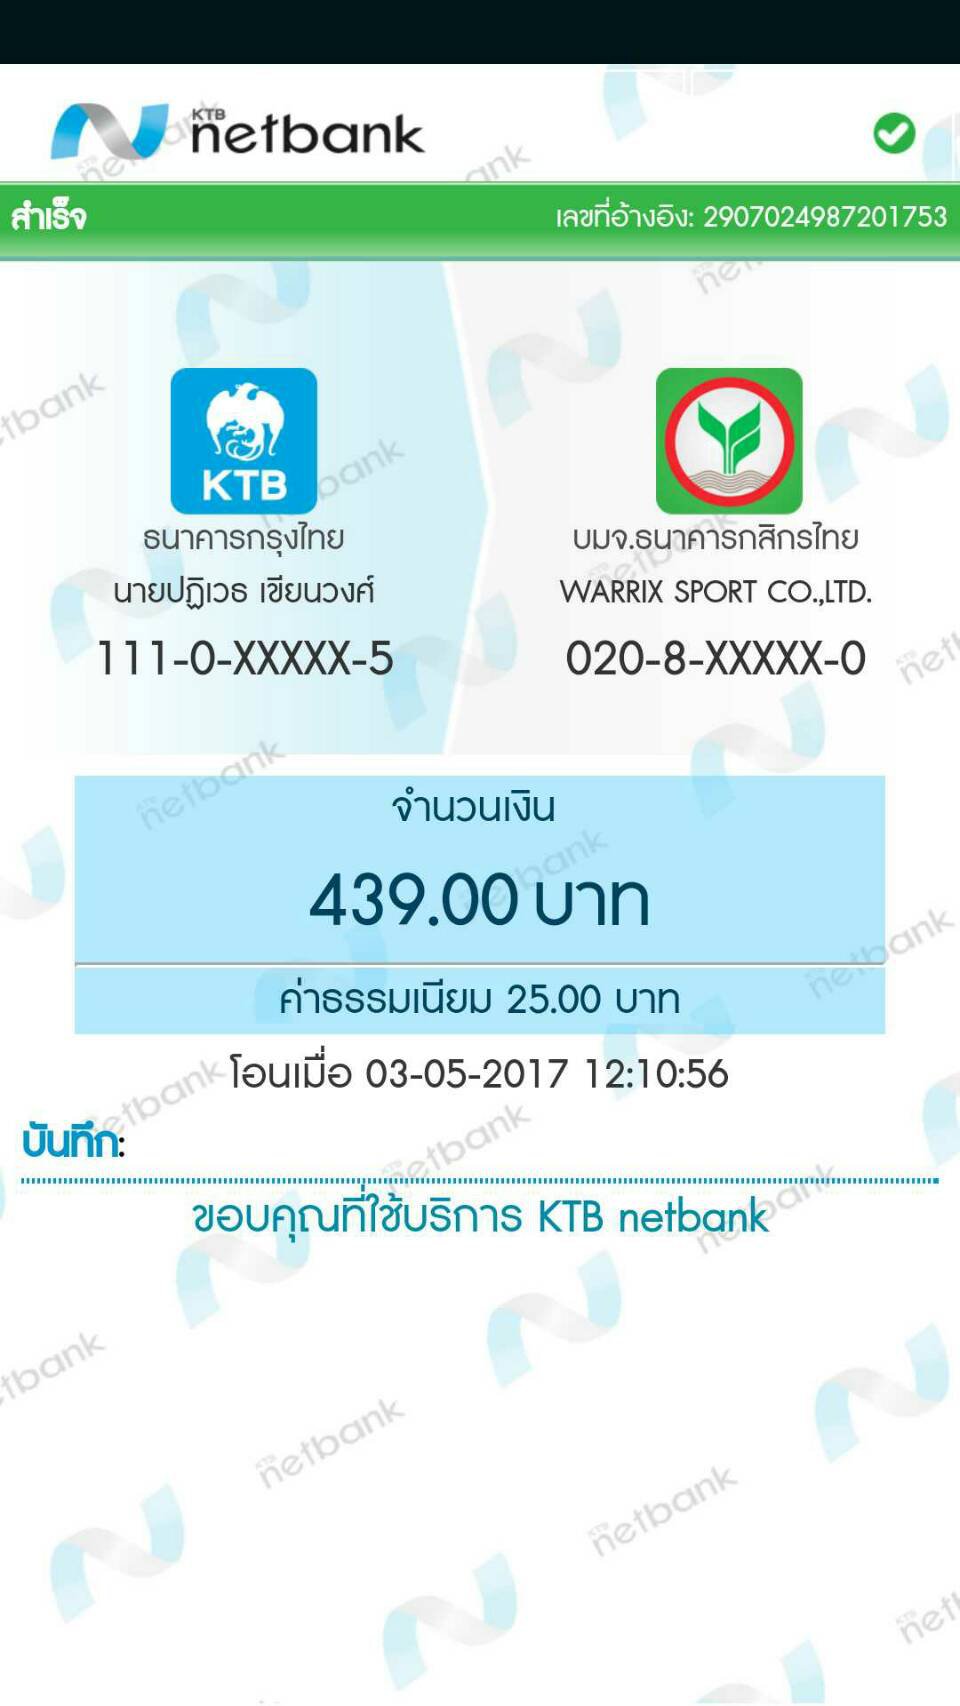 KTB
netbank
สำเร็จ
เลขที่อ้างอิง: 2907024987201753
KTB
ธนาคารกรุงไทย
นายปฏิเวธ เขียนวงศ์
111-0-XXXXX-5
บมจ.ธนาคารกสิกรไทย
WARRIX SPORT CO.,LTD.
020-8-XXXXX-0
จำนวนเงิน
439.00 บาท
ค่าธรรมเนียม 25.00 บาท
โอนเมื่อ 03-05-2017 12:10:56
บันทึก:
ขอบคุณที่ใช้บริการ KTB netbank